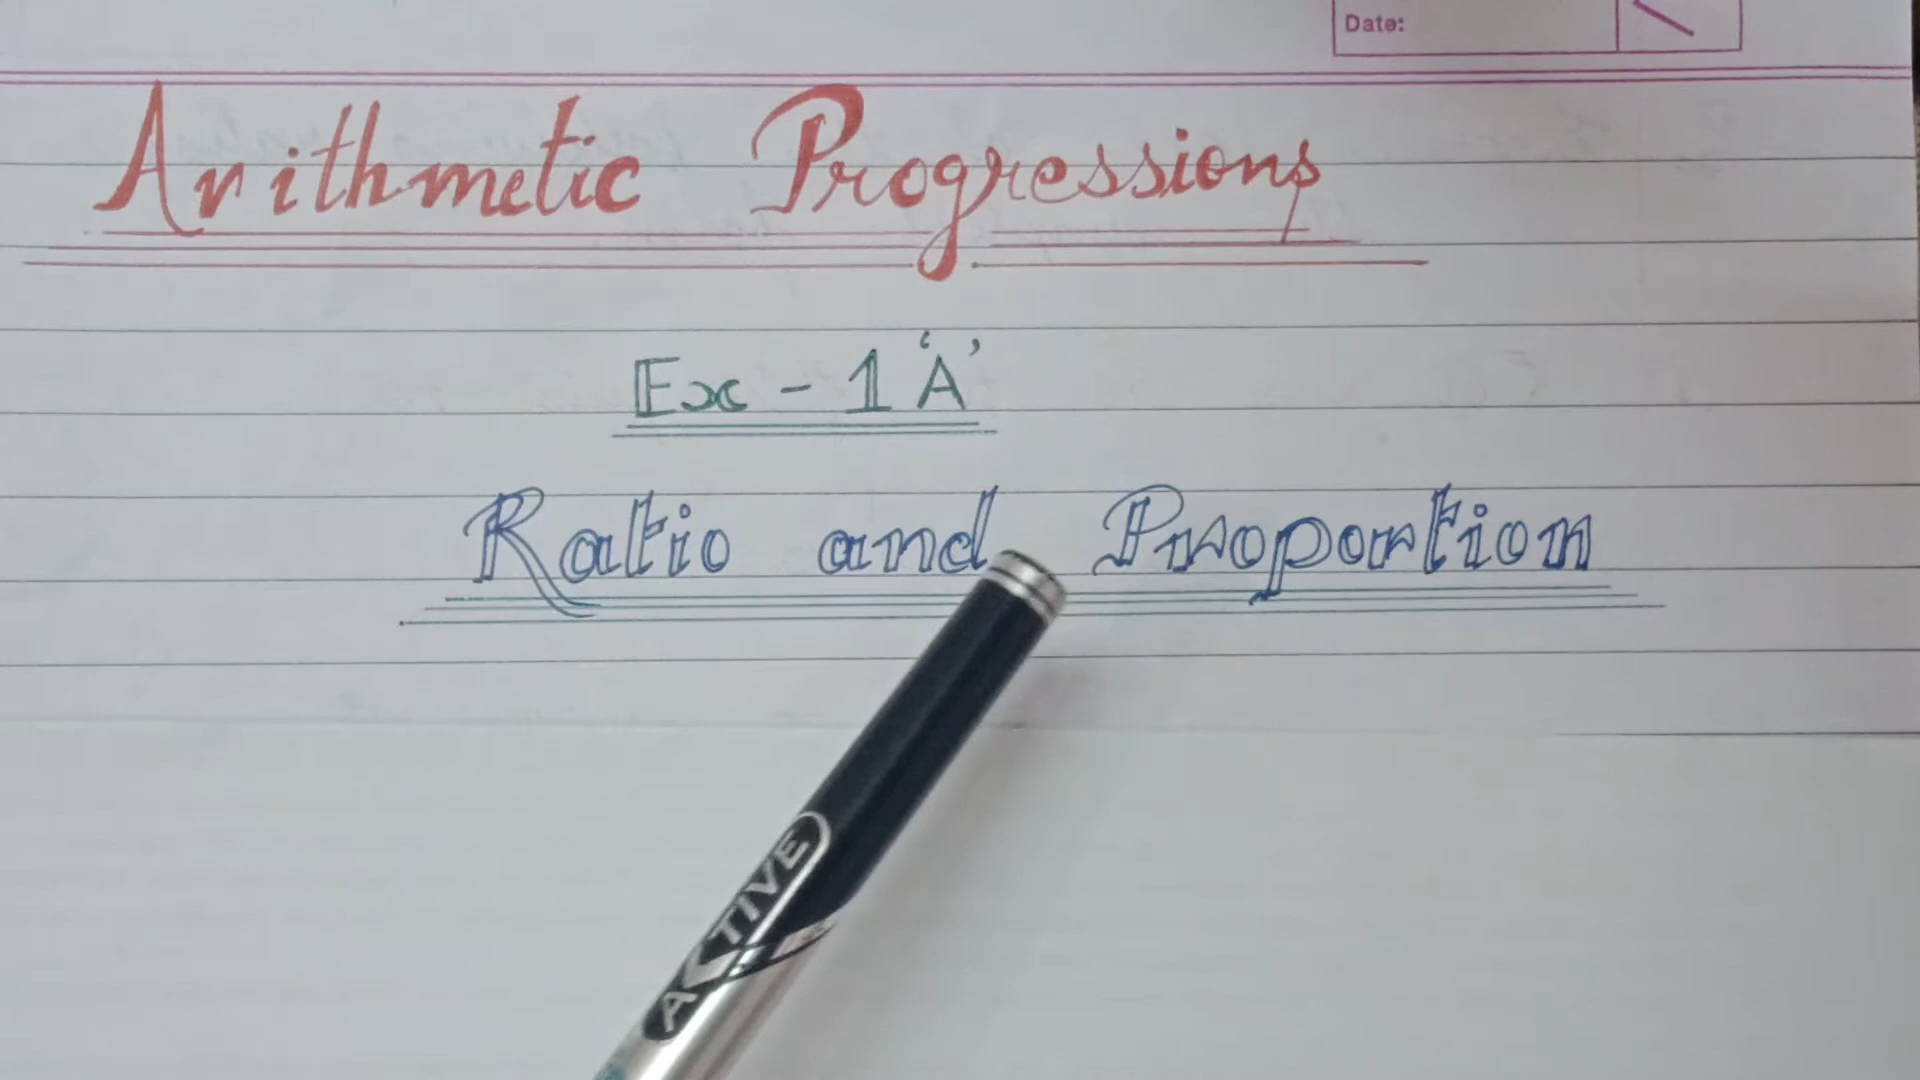 Date:
Arithmetic Progressions
Ex - 1 'A'
Ratio and Proportion
ACTIVE